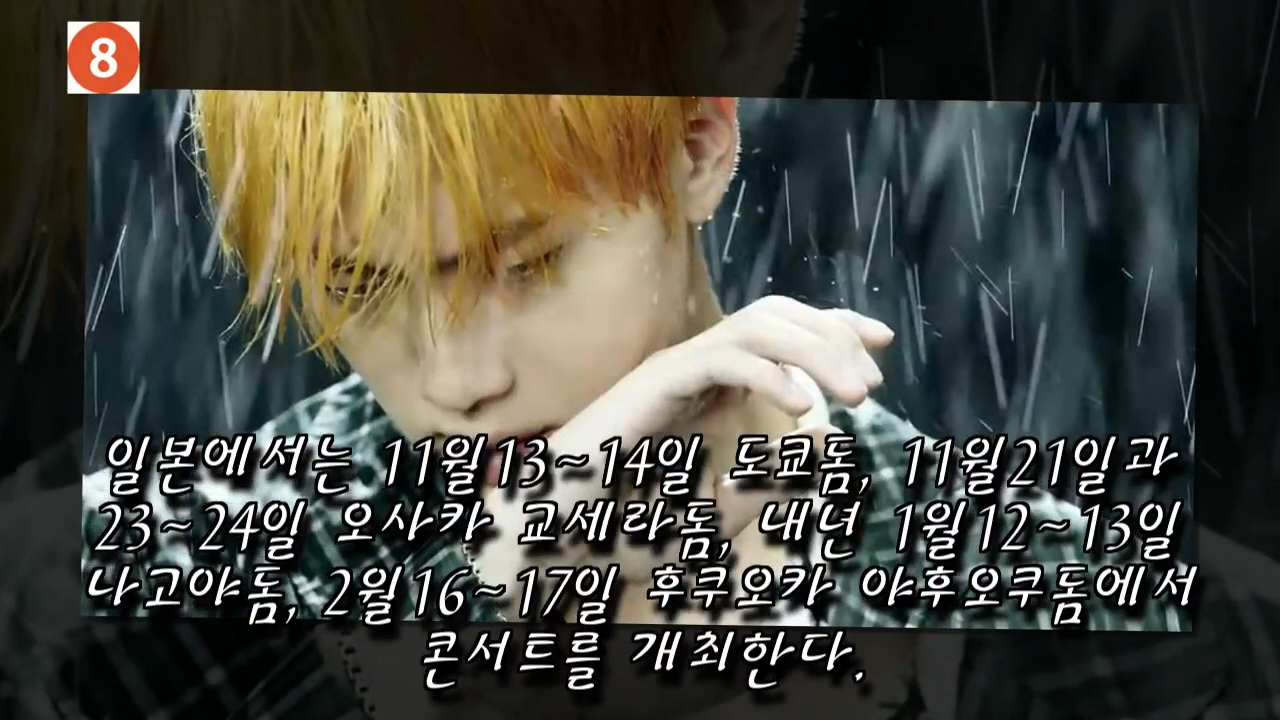 8
일본에서는 11월13~14일 도쿄돔, 11월21일과
23~24일 오사카 교세라돔, 내년 1월12~13일
나고야돔, 2월16~17일 후쿠오카 야후오쿠돔에서
콘서트를 개최한다.